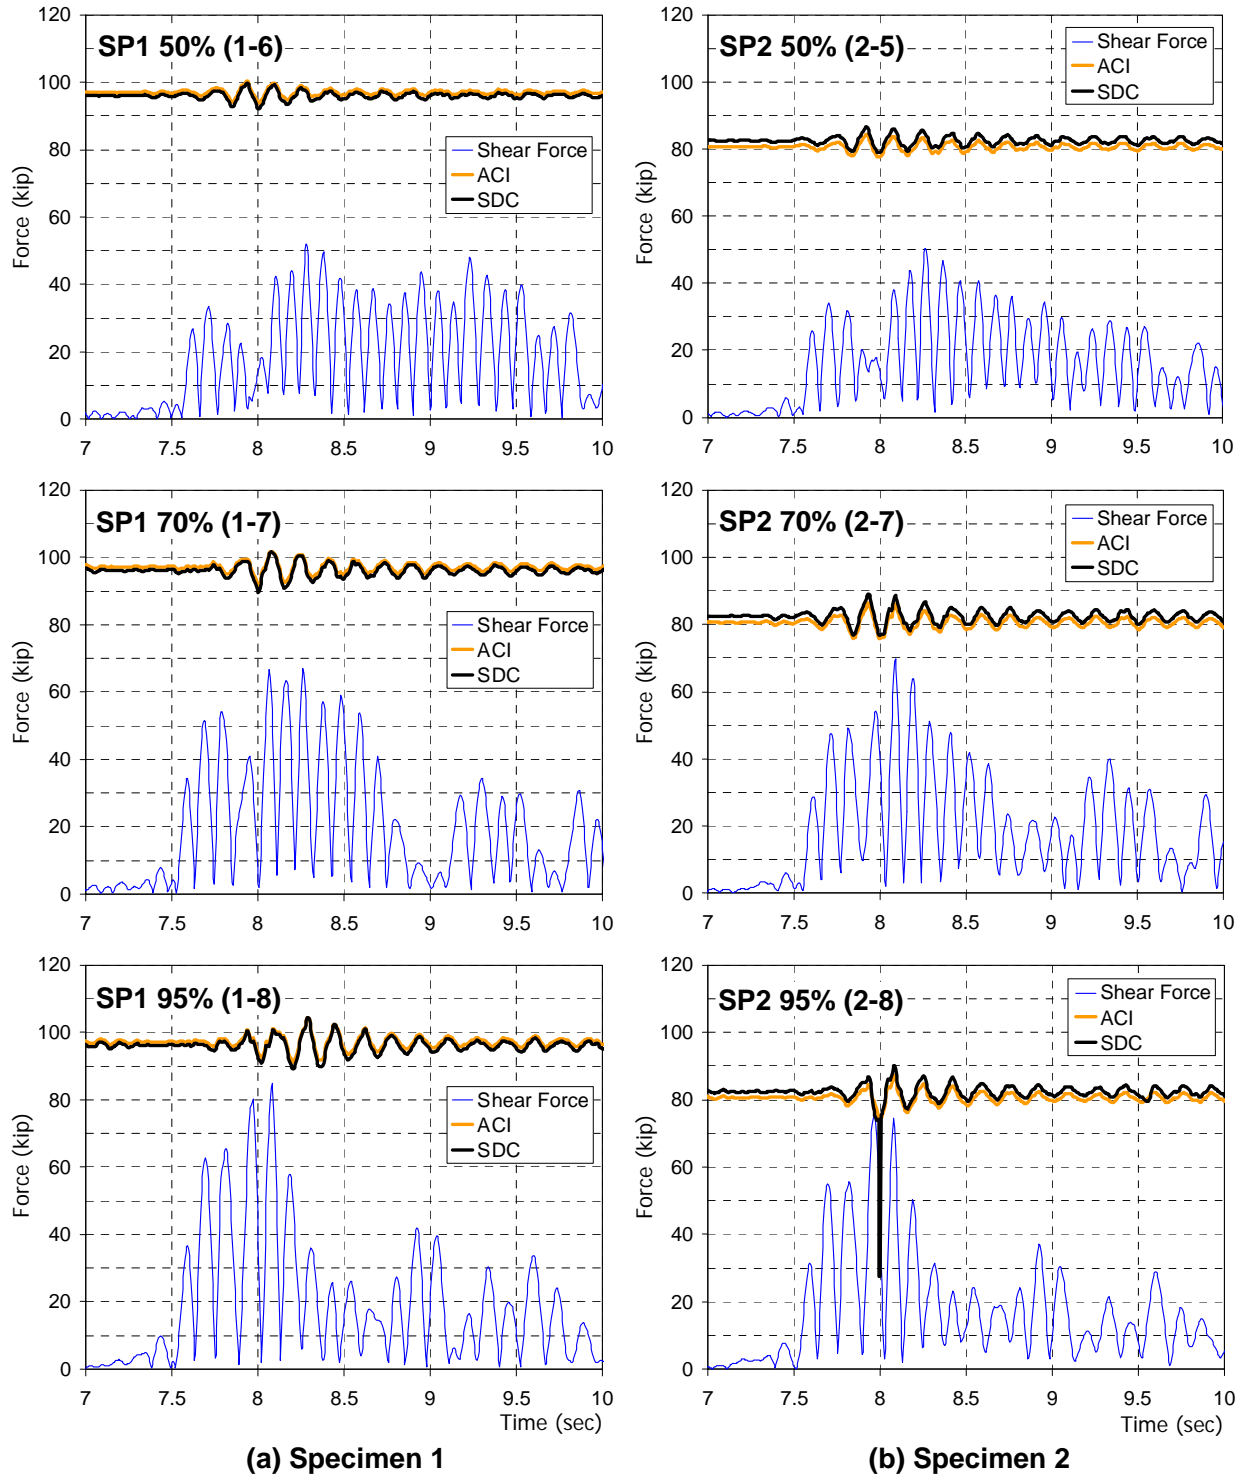 SP1 50% (1-6)
Shear Force
ACI
SDC
Force (kip)
120
100
80
60
40
20
0
7
7.5
8
8.5
9
9.5
10
SP2 50% (2-5)
Shear Force
ACI
SDC
Force (kip)
120
100
80
60
40
20
0
7
7.5
8
8.5
9
9.5
10
SP1 70% (1-7)
Shear Force
ACI
SDC
Force (kip)
120
100
80
60
40
20
0
7
7.5
8
8.5
9
9.5
10
SP2 70% (2-7)
Shear Force
ACI
SDC
Force (kip)
120
100
80
60
40
20
0
7
7.5
8
8.5
9
9.5
10
SP1 95% (1-8)
Shear Force
ACI
SDC
Force (kip)
120
100
80
60
40
20
0
7
7.5
8
8.5
9
9.5
10
Time (sec)
(a) Specimen 1
SP2 95% (2-8)
Shear Force
ACI
SDC
Force (kip)
120
100
80
60
40
20
0
7
7.5
8
8.5
9
9.5
10
Time (sec)
(b) Specimen 2